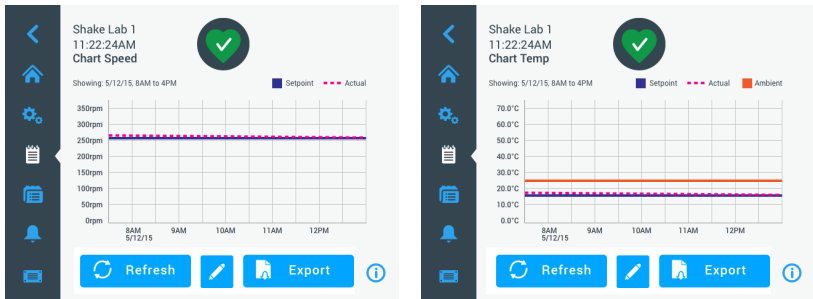 Shake Lab 1
11:22:24AM
Chart Speed
Showing: 5/12/15, 8AM to 4PM
Setpoint Actual
350rpm
300rpm
250rpm
200rpm
150rpm
100rpm
50rpm
0rpm
8AM 9AM 10AM 11AM 12PM
5/12/15
Refresh Export
Shake Lab 1
11:22:24AM
Chart Temp
Showing: 5/12/15, 8AM to 4PM
Setpoint Actual Ambient
70.0°C
60.0°C
50.0°C
40.0°C
30.0°C
20.0°C
10.0°C
0.0°C
8AM 9AM 10AM 11AM 12PM
5/12/15
Refresh Export